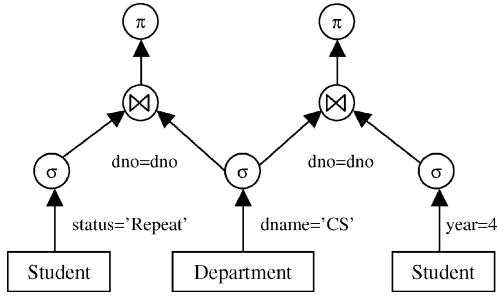 π π
⋈ ⋈
dno=dno dno=dno
σ σ σ
status='Repeat' dname='CS' year=4
Student Department Student